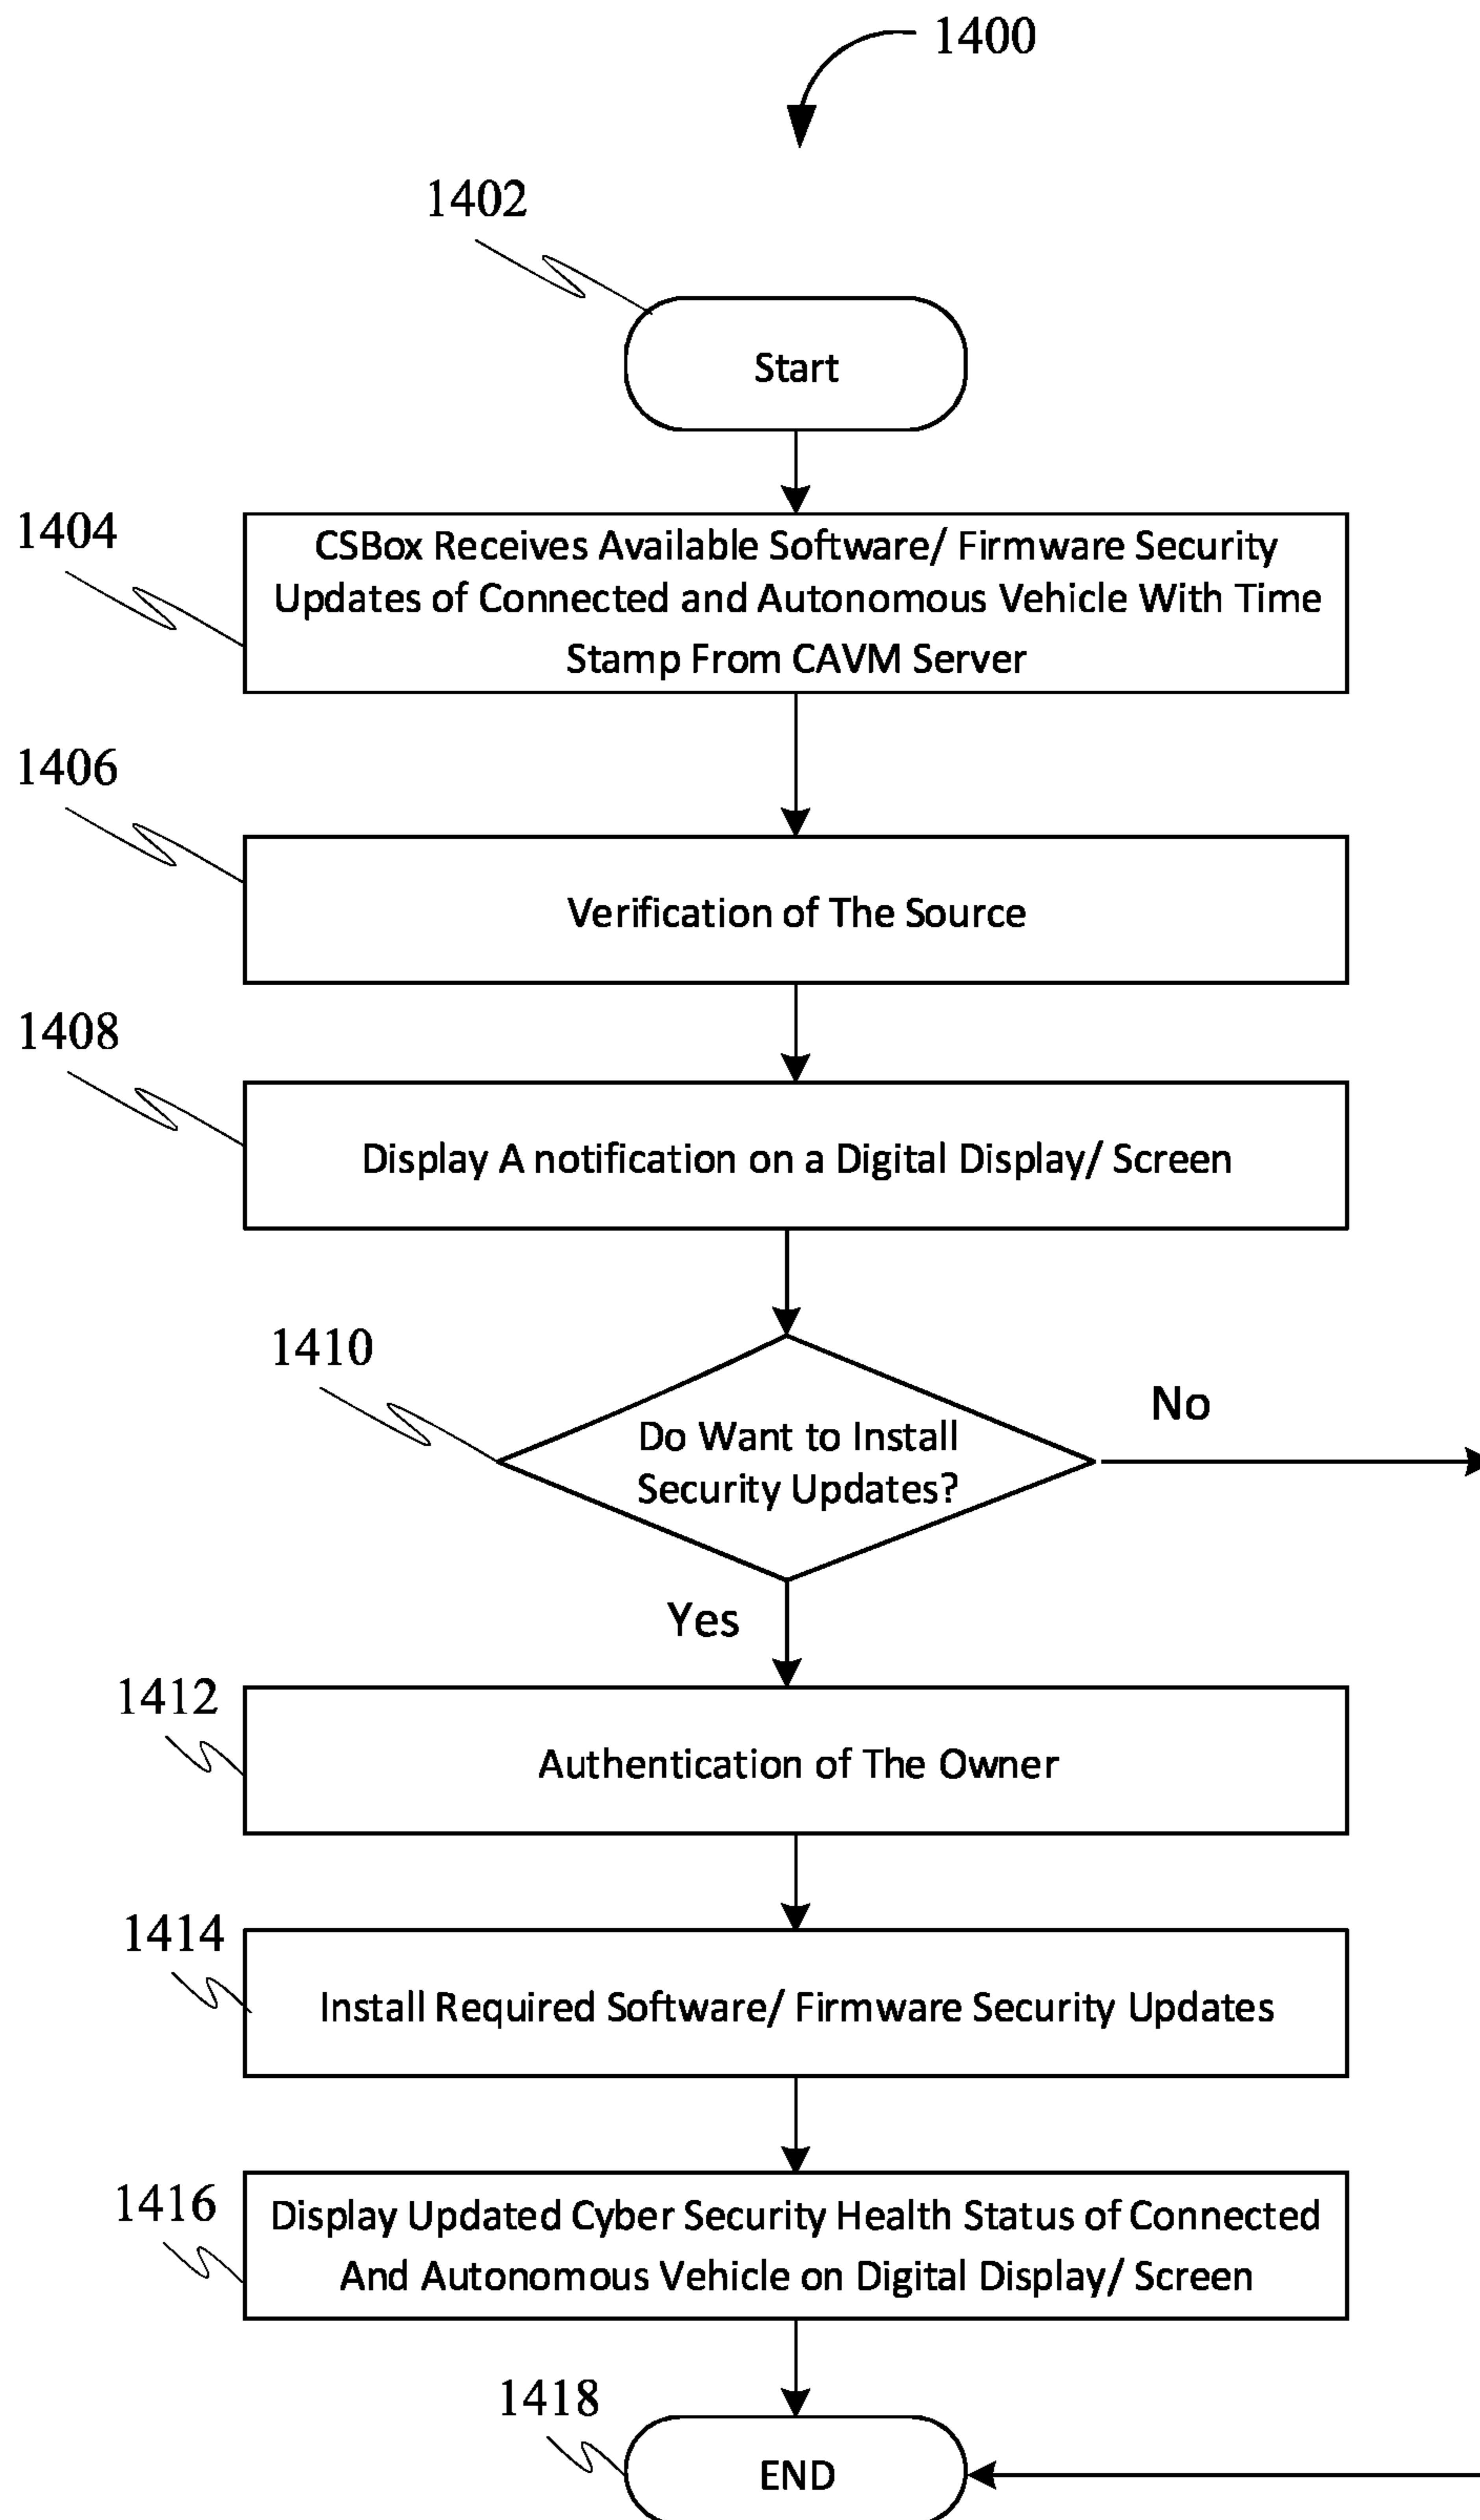 1400
1402
Start
1404
CSBox Receives Available Software/ Firmware Security
Updates of Connected and Autonomous Vehicle With Time
Stamp From CAVM Server
1406
Verification of The Source
1408
Display A notification on a Digital Display/ Screen
1410
Do Want to Install
Security Updates?
No
Yes
1412
Authentication of The Owner
1414
Install Required Software/ Firmware Security Updates
1416
Display Updated Cyber Security Health Status of Connected
And Autonomous Vehicle on Digital Display/ Screen
1418
END